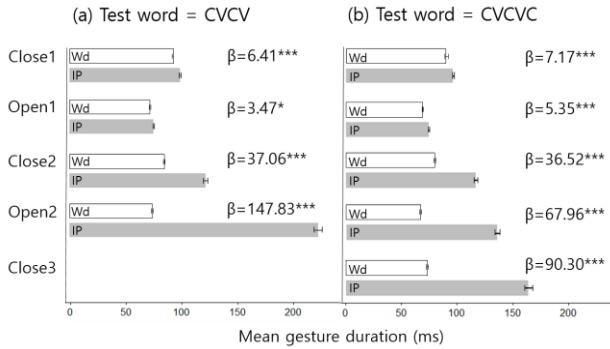 (a) Test word = CVCV (b) Test word = CVCVC
Close1 Wd β=6.41*** Wd β=7.17***
IP IP
Open1 Wd β=3.47* Wd β=5.35***
IP IP
Close2 Wd β=37.06*** Wd β=36.52***
IP IP
Open2 Wd β=147.83*** Wd β=67.96***
IP IP
Close3 Wd β=90.30***
IP
0 50 100 150 200 0 50 100 150 200
Mean gesture duration (ms)